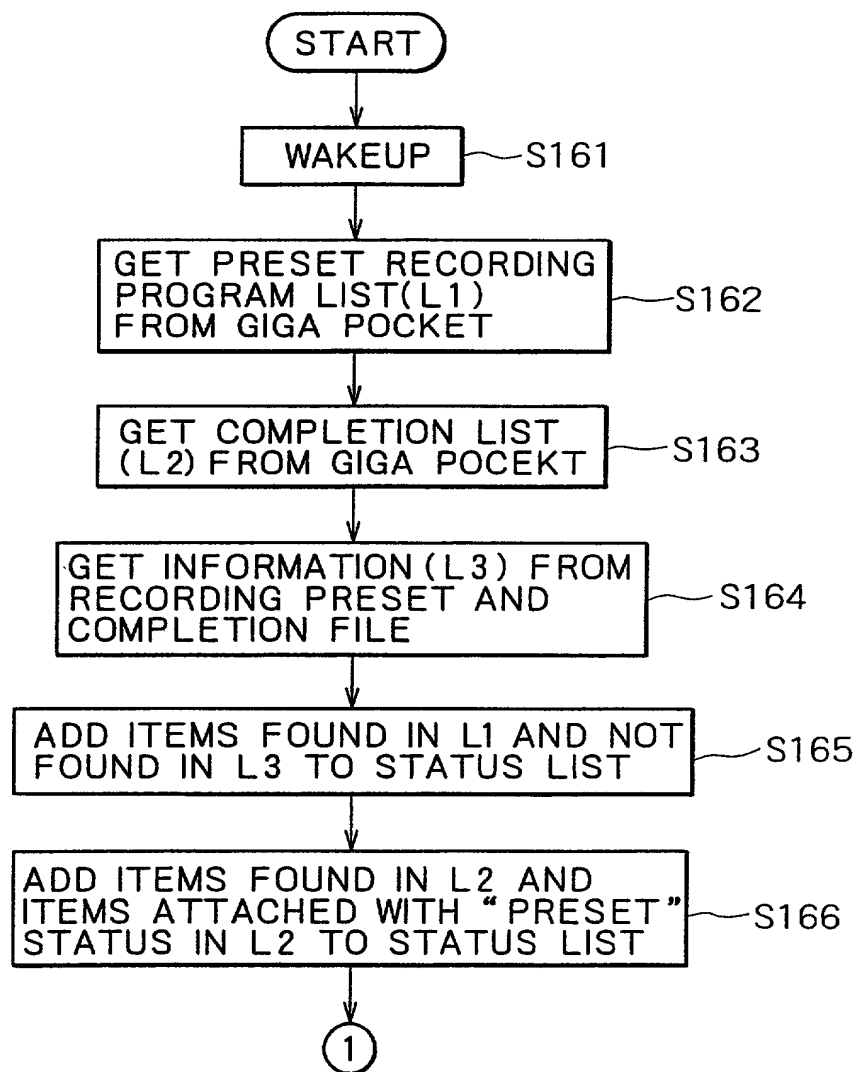 START
WAKEUP
S161
GET PRESET RECORDING
PROGRAM LIST(L1)
FROM GIGA POCKET
S162
GET COMPLETION LIST
(L2) FROM GIGA POCEKT
S163
GET INFORMATION (L3) FROM
RECORDING PRESET AND
COMPLETION FILE
S164
ADD ITEMS FOUND IN L1 AND NOT
FOUND IN L3 TO STATUS LIST
S165
ADD ITEMS FOUND IN L2 AND
ITEMS ATTACHED WITH “PRESET”
STATUS IN L2 TO STATUS LIST
S166
1